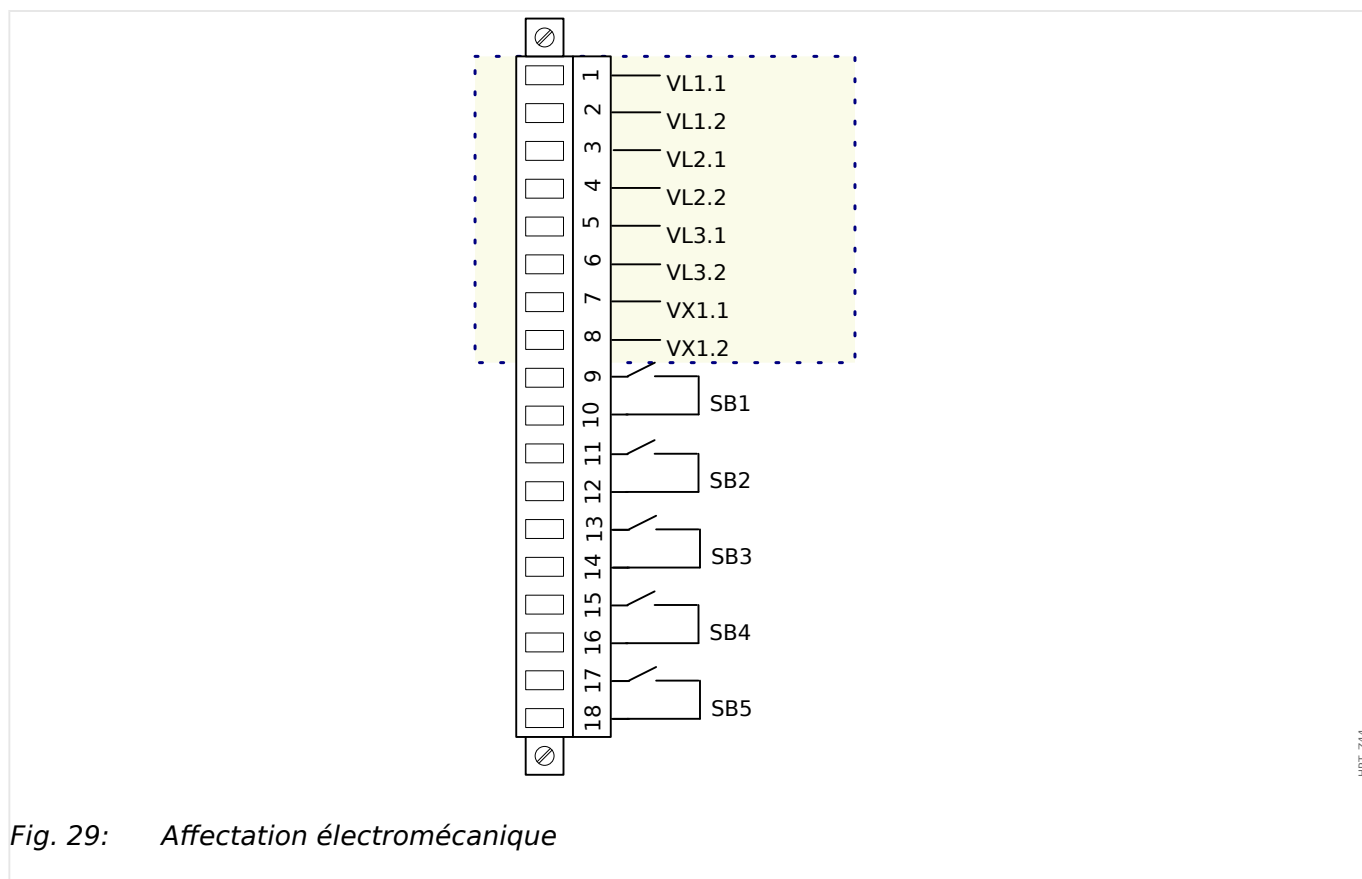 1 VL1.1
2 VL1.2
3 VL2.1
4 VL2.2
5 VL3.1
6 VL3.2
7 VX1.1
8 VX1.2
9
10 SB1
11
12 SB2
13
14 SB3
15
16 SB4
17
18 SB5
Fig. 29: Affectation électromécanique